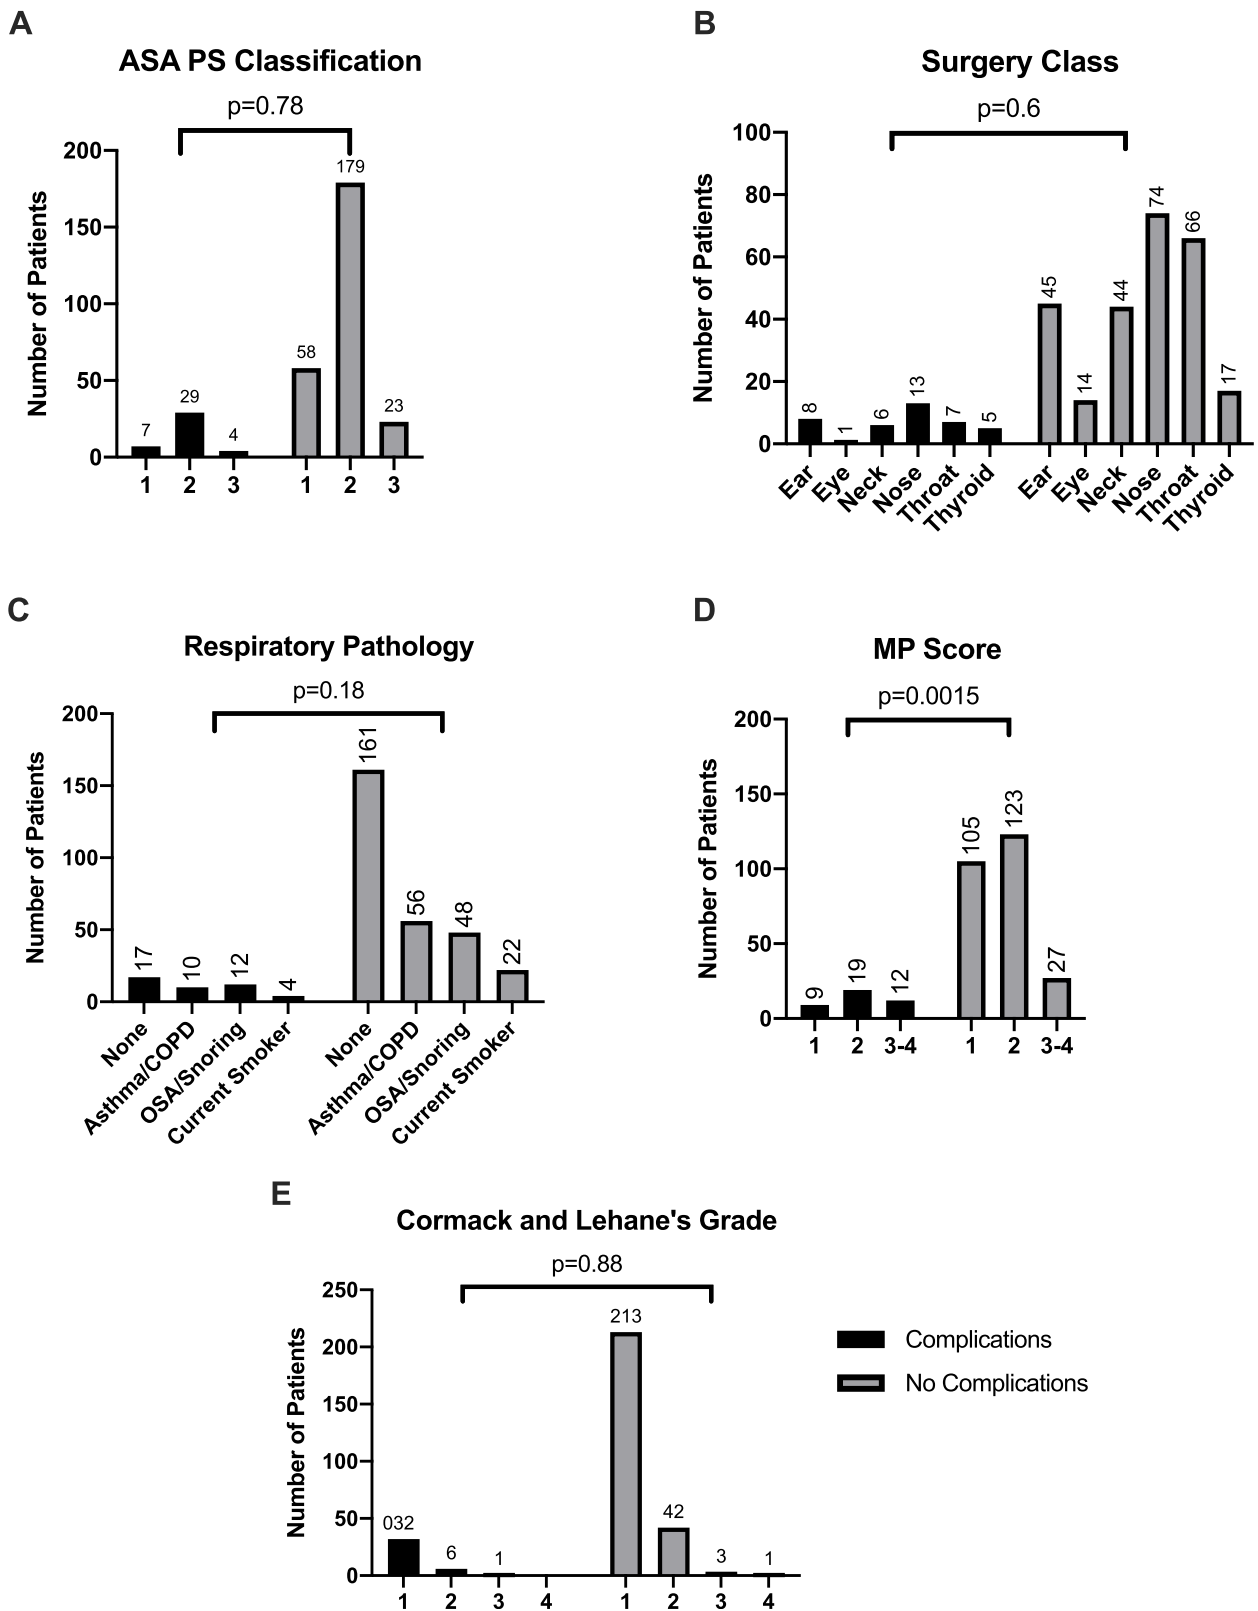 A
ASA PS Classification
p=0.78
Number of Patients
200
150
100
50
0
7
29
4
58
179
23
1 2 3 1 2 3
B
Surgery Class
p=0.6
Number of Patients
100
80
60
40
20
0
8
1
6
13
7
5
45
14
44
74
66
17
Ear
Eye
Neck
Nose
Throat
Thyroid
Ear
Eye
Neck
Nose
Throat
Thyroid
C
Respiratory Pathology
p=0.18
Number of Patients
200
150
100
50
0
17
10
12
4
161
56
48
22
None
Asthma/COPD
OSA/Snoring
Current Smoker
None
Asthma/COPD
OSA/Snoring
Current Smoker
D
MP Score
p=0.0015
Number of Patients
200
150
100
50
0
9
19
12
105
123
27
1 2 3-4 1 2 3-4
E
Cormack and Lehane's Grade
p=0.88
Number of Patients
250
200
150
100
50
0
032
6
1
213
42
3
1
1 2 3 4 1 2 3 4
Complications
No Complications